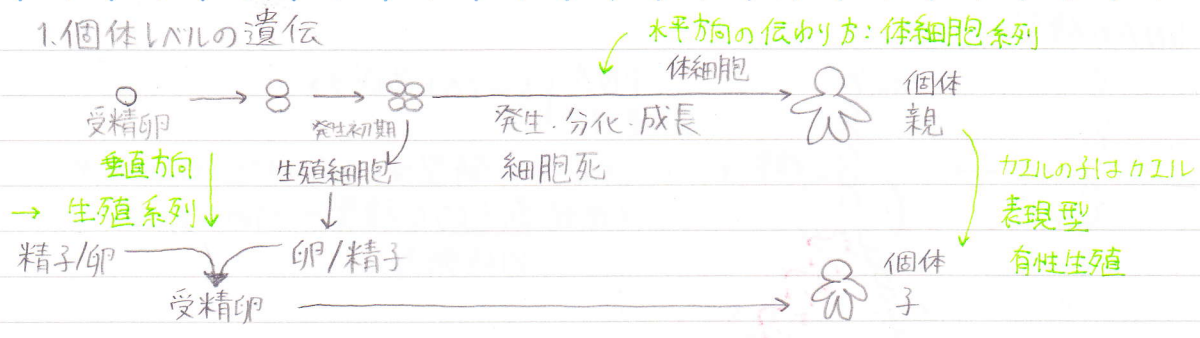 1. 個体レベルの遺伝
水平方向の伝わり方：体細胞系列
体細胞
受精卵
発生初期
発生・分化・成長
個体
親
垂直方向
生殖細胞
細胞死
カエルの子はカエル
→ 生殖系列
表現型
精子/卵
卵/精子
個体
有性生殖
受精卵
子